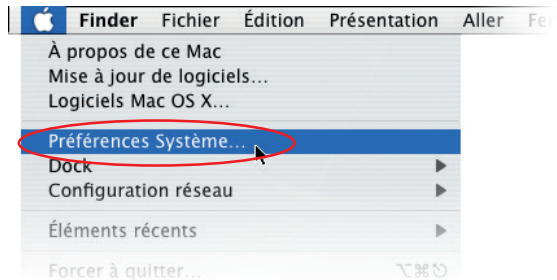 Finder Fichier Édition Présentation Aller Fe
À propos de ce Mac
Mise à jour de logiciels...
Logiciels Mac OS X...
Préférences Système...
Dock
Configuration réseau
Éléments récents
Forcer à quitter... ⌥⌘⎋